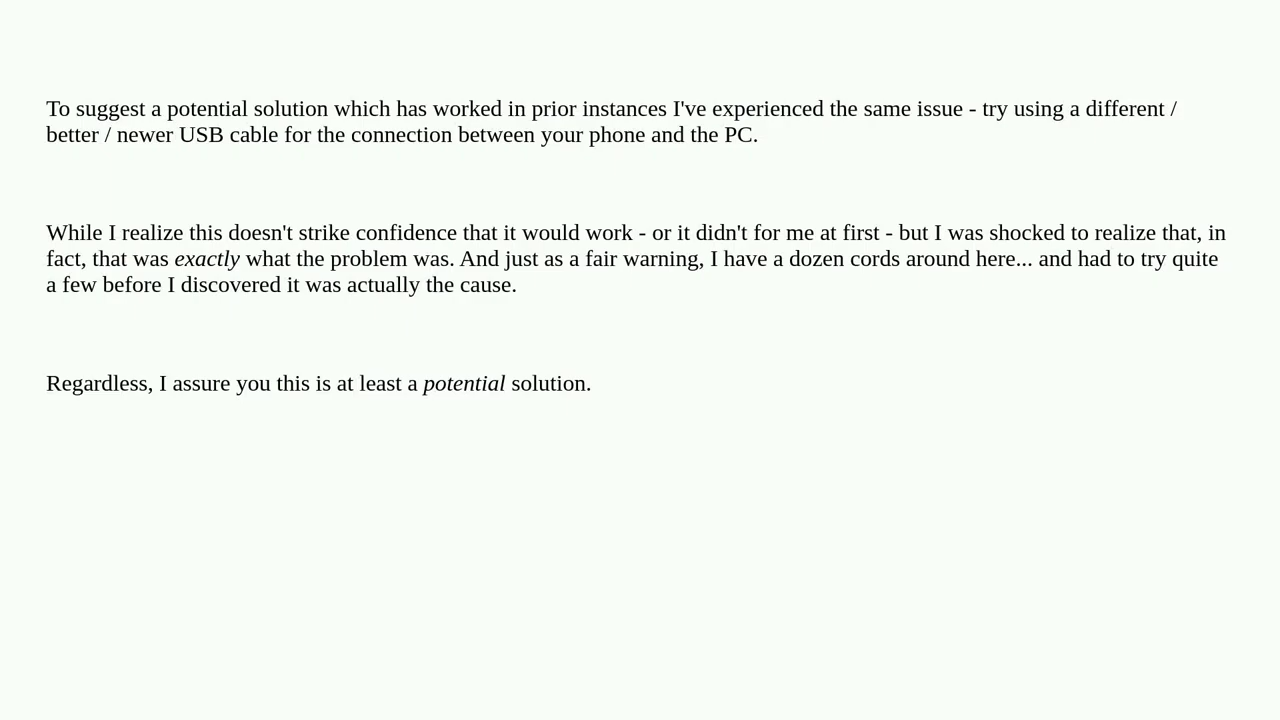 To suggest a potential solution which has worked in prior instances I've experienced the same issue - try using a different /
better / newer USB cable for the connection between your phone and the PC.
While I realize this doesn't strike confidence that it would work - or it didn't for me at first - but I was shocked to realize that, in
fact, that was exactly what the problem was. And just as a fair warning, I have a dozen cords around here... and had to try quite
a few before I discovered it was actually the cause.
Regardless, I assure you this is at least a potential solution.